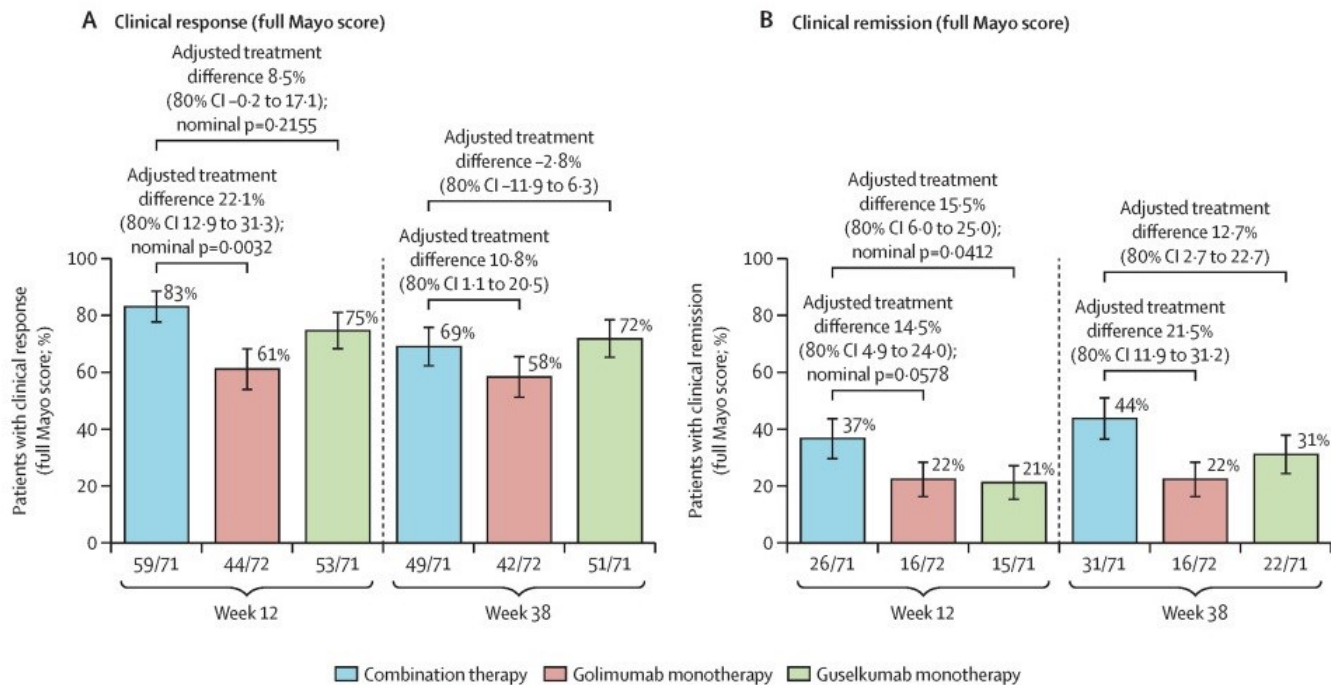 A Clinical response (full Mayo score)
Adjusted treatment
difference 8·5%
(80% CI –0·2 to 17·1);
nominal p=0·2155
Adjusted treatment
difference 22·1%
(80% CI 12·9 to 31·3);
nominal p=0·0032
Adjusted treatment
difference –2·8%
(80% CI –11·9 to 6·3)
Adjusted treatment
difference 10·8%
(80% CI 1·1 to 20·5)
Patients with clinical response
(full Mayo score; %)
100
80
60
40
20
0
83%
61%
75%
69%
58%
72%
59/71 44/72 53/71 49/71 42/72 51/71
Week 12 Week 38
B Clinical remission (full Mayo score)
Adjusted treatment
difference 15·5%
(80% CI 6·0 to 25·0);
nominal p=0·0412
Adjusted treatment
difference 14·5%
(80% CI 4·9 to 24·0);
nominal p=0·0578
Adjusted treatment
difference 12·7%
(80% CI 2·7 to 22·7)
Adjusted treatment
difference 21·5%
(80% CI 11·9 to 31·2)
Patients with clinical remission
(full Mayo score; %)
100
80
60
40
20
0
37%
22%
21%
44%
22%
31%
26/71 16/72 15/71 31/71 16/72 22/71
Week 12 Week 38
Combination therapy Golimumab monotherapy Guselkumab monotherapy